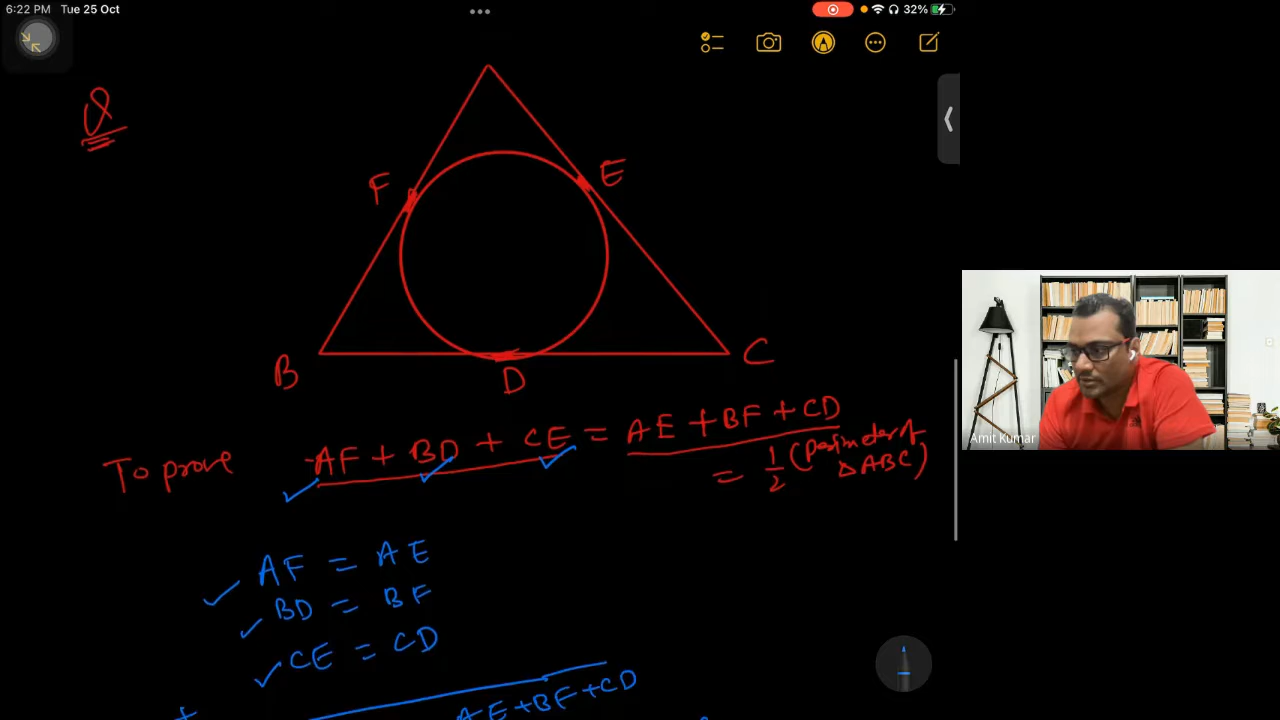 6:22 PM Tue 25 Oct
32%
Q
F
E
B
D
C
To prove AF + BD + CE = AE + BF + CD
= 1/2 (perimeter of
△ABC)
Amit Kumar
✓ AF = AE
✓ BD = BF
✓ CE = CD
+
AE+BF+CD